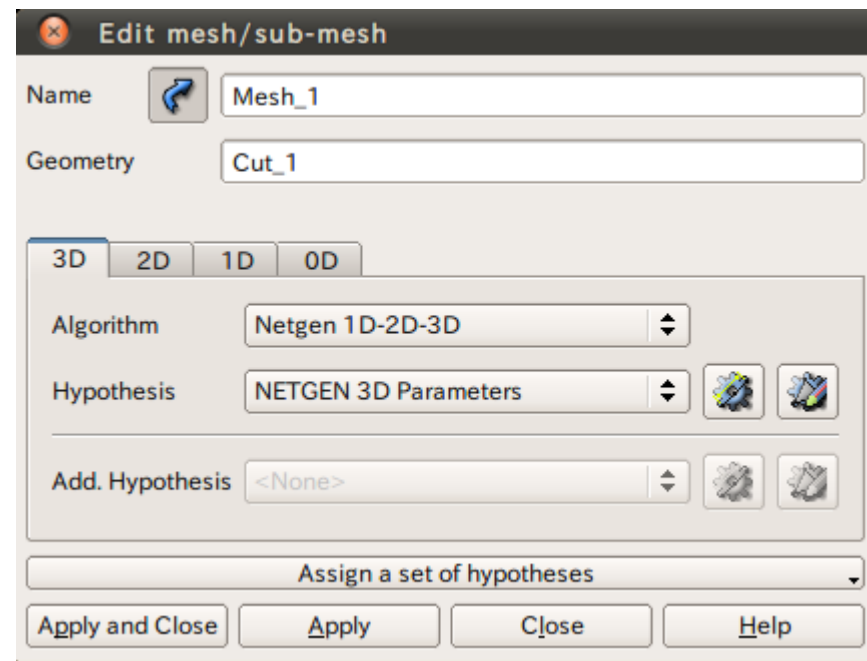 Edit mesh/sub-mesh
Name Mesh_1
Geometry Cut_1
3D 2D 1D 0D
Algorithm Netgen 1D-2D-3D
Hypothesis NETGEN 3D Parameters
Add. Hypothesis <None>
Assign a set of hypotheses
Apply and Close Apply Close Help